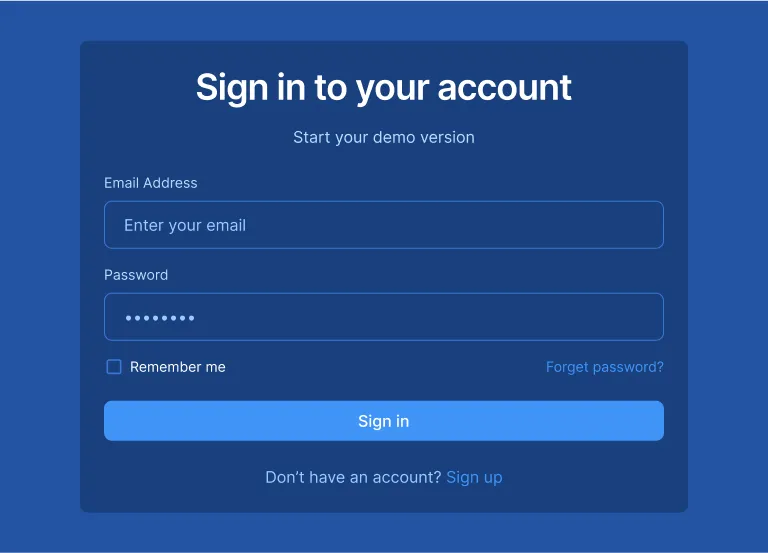 Sign in to your account
Start your demo version
Email Address
Enter your email
Password
••••••••
Remember me Forget password?
Sign in
Don’t have an account? Sign up